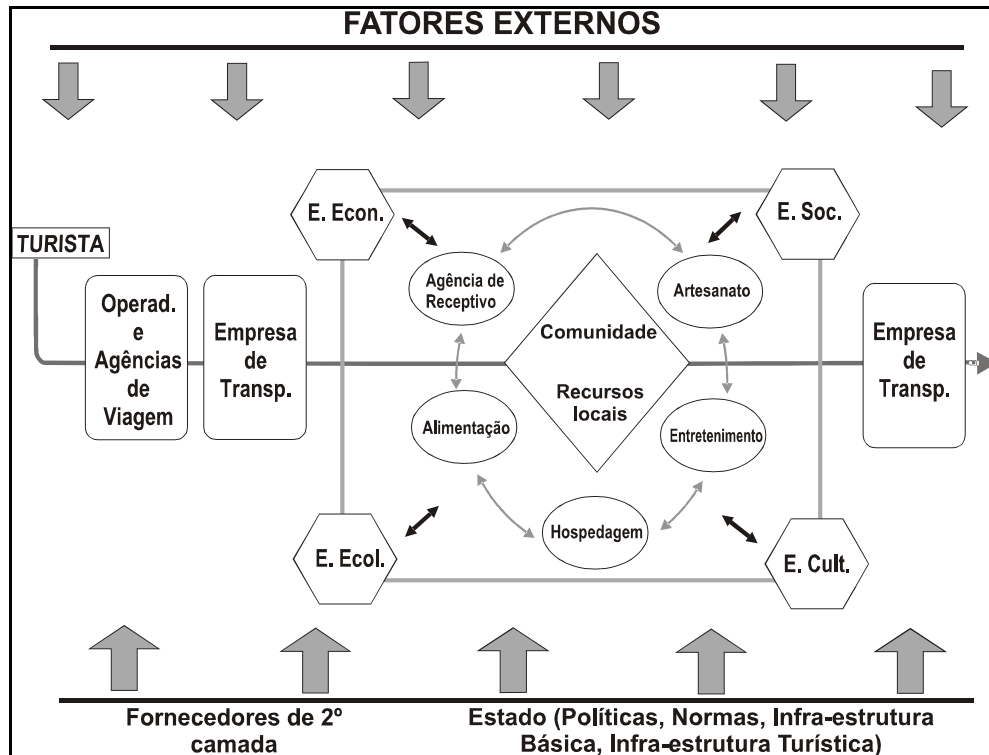 FATORES EXTERNOS
E. Econ.
E. Soc.
TURISTA
Agência de
Receptivo
Artesanato
Operad.
e
Agências
de
Viagem
Empresa
de
Transp.
Comunidade
Recursos
locais
Empresa
de
Transp.
Alimentação
Entretenimento
Hospedagem
E. Ecol.
E. Cult.
Fornecedores de 2º
camada
Estado (Políticas, Normas, Infra-estrutura
Básica, Infra-estrutura Turística)